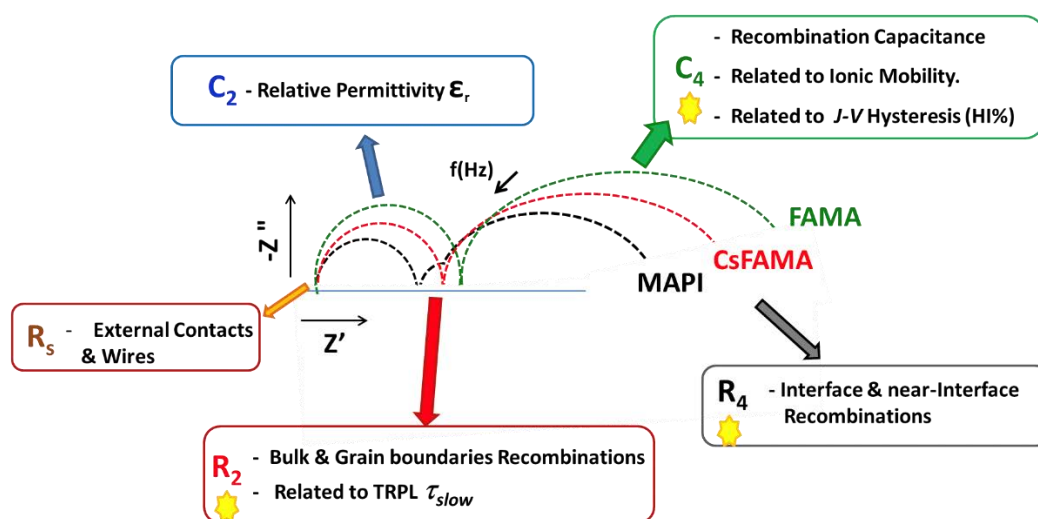 C2 - Relative Permittivity εr
- Recombination Capacitance
C4 - Related to Ionic Mobility.
- Related to J-V Hysteresis (HI%)
f(Hz)
-Z"
FAMA
CsFAMA
MAPI
Rs - External Contacts
& Wires
Z’
R4 - Interface & near-Interface
Recombinations
R2 - Bulk & Grain boundaries Recombinations
- Related to TRPL τslow